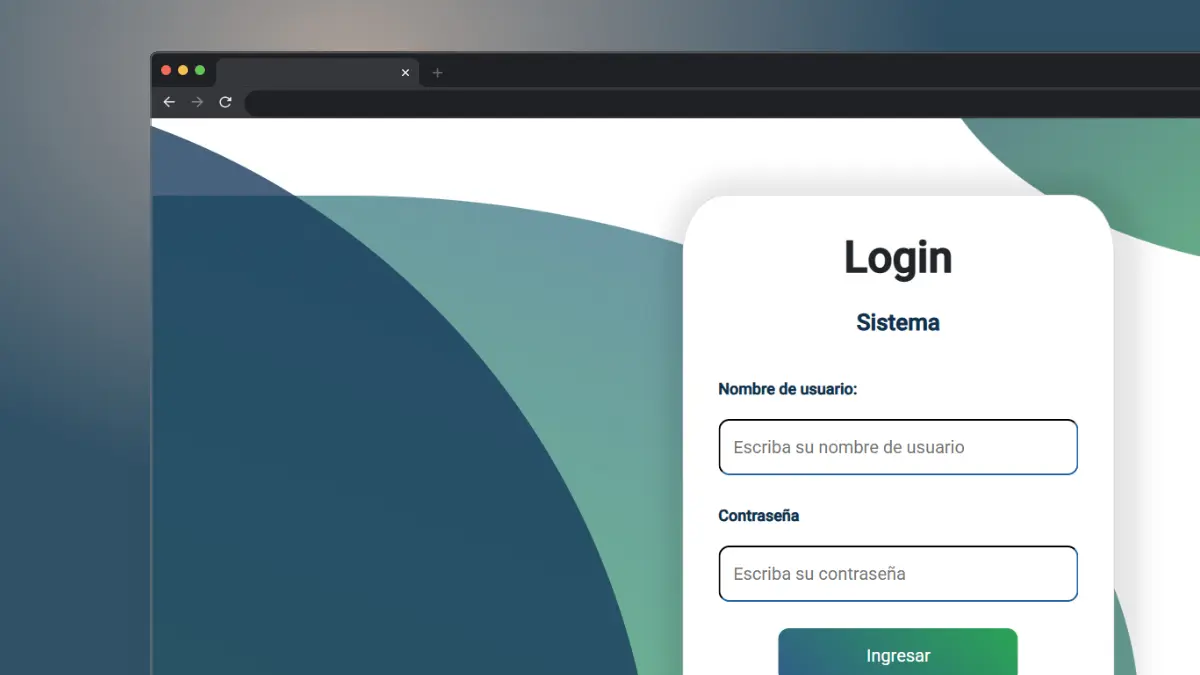 Login
Sistema
Nombre de usuario:
Escriba su nombre de usuario
Contraseña
Escriba su contraseña
Ingresar